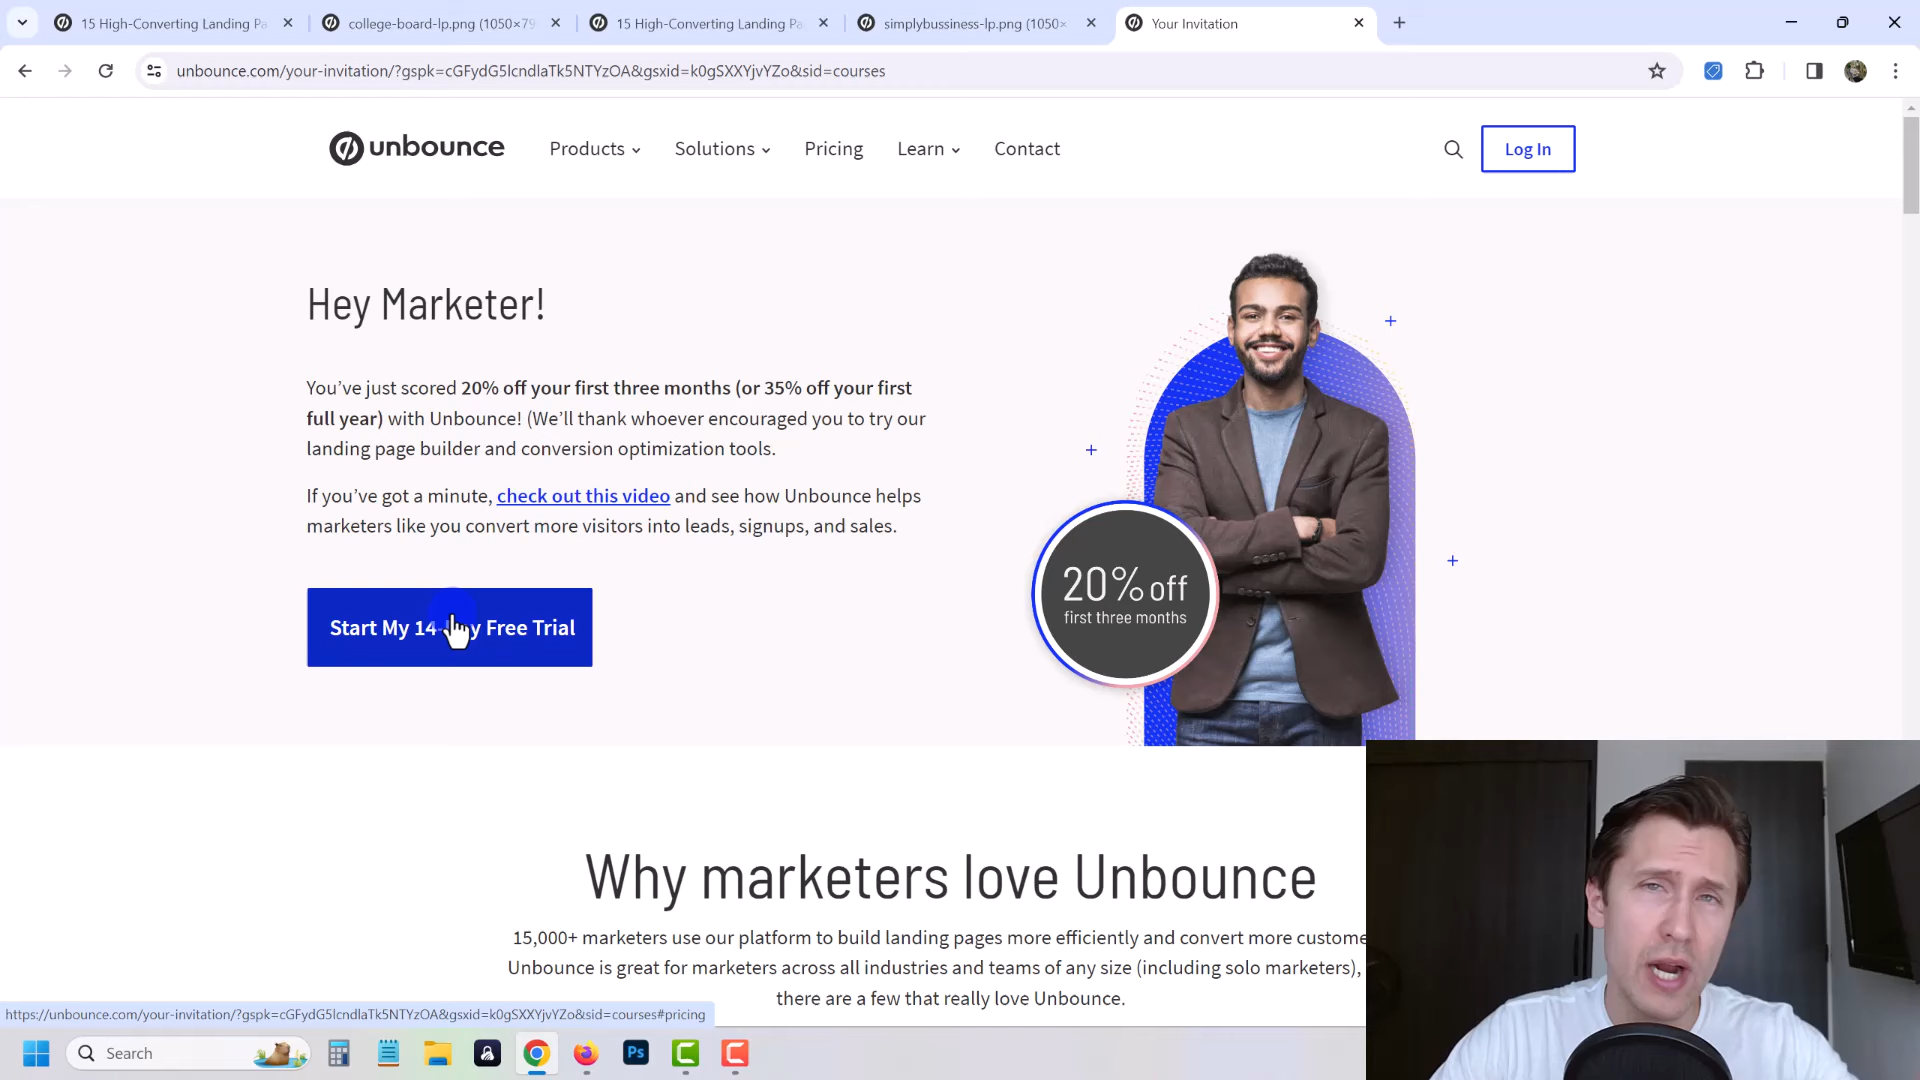 15 High-Converting Landing Pa
college-board-lp.png (1050×79
15 High-Converting Landing Pa
simplybussiness-lp.png (1050×
Your Invitation
unbounce.com/your-invitation/?gspk=cGFydG5lcndlaTk5NTYzOA&gsxid=k0gSXXYjvYZo&sid=courses
unbounce
Products
Solutions
Pricing
Learn
Contact
Log In
Hey Marketer!
You've just scored 20% off your first three months (or 35% off your first
full year) with Unbounce! (We'll thank whoever encouraged you to try our
landing page builder and conversion optimization tools.
If you've got a minute, check out this video and see how Unbounce helps
marketers like you convert more visitors into leads, signups, and sales.
20% off
first three months
Start My 14 Free Trial
Why marketers love Unbounce
15,000+ marketers use our platform to build landing pages more efficiently and convert more custome
Unbounce is great for marketers across all industries and teams of any size (including solo marketers),
there are a few that really love Unbounce.
https://unbounce.com/your-invitation/?gspk=cGFydG5lcndlaTk5NTYzOA&gsxid=k0gSXXYjvYZo&sid=courses#pricing
Search
Ps